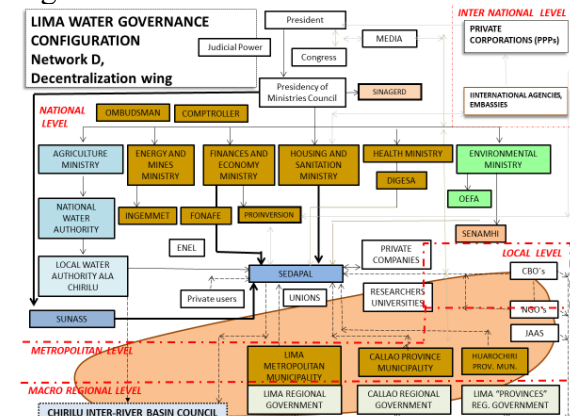 LIMA WATER GOVERNANCE
CONFIGURATION
Network D,
Decentralization wing
President
Judicial Power
MEDIA
Congress
Presidency of
Ministries Council
SINAGERD
INTER NATIONAL LEVEL
PRIVATE
CORPORATIONS (PPPs)
IINTERNATIONAL AGENCIES,
EMBASSIES
NATIONAL
LEVEL
OMBUDSMAN
COMPTROLLER
AGRICULTURE
MINISTRY
ENERGY AND
MINES
MINISTRY
FINANCES AND
ECONOMY
MINISTRY
HOUSING AND
SANITATION
MINISTRY
HEALTH MINISTRY
ENVIRONMENTAL
MINISTRY
DIGESA
OEFA
NATIONAL
WATER
AUTHORITY
INGEMMET
FONAFE
PROINVERSION
SENAMHI
ENEL
PRIVATE
COMPANIES
LOCAL LEVEL
LOCAL WATER
AUTHORITY ALA
CHIRILU
SEDAPAL
CBO´s
Private users
UNIONS
RESEARCHERS
UNIVERSITIES
NGO's
SUNASS
JAAS
METROPOLITAN LEVEL
LIMA
METROPOLITAN
MUNICIPALITY
CALLAO PROVINCE
MUNICIPALITY
HUAROCHIRI
PROV. MUN.
MACRO REGIONAL LEVEL
LIMA REGIONAL
GOVERNMENT
CALLAO REGIONAL
GOVERNMENT
LIMA "PROVINCES"
REG. GOVERNMENT
CHIRILU INTER-RIVER BASIN COUNCIL